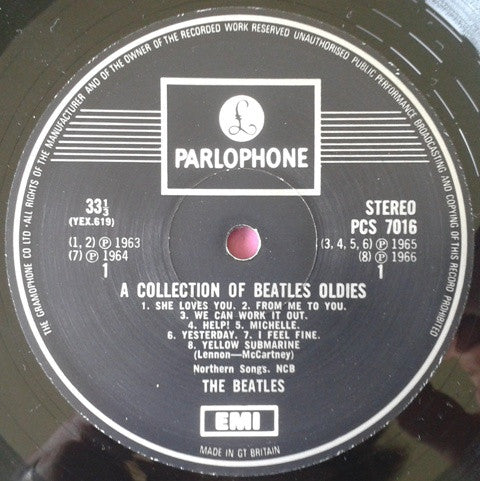 THE GRAMOPHONE CO LTD · ALL RIGHTS OF THE MANUFACTURER AND OF THE OWNER OF THE RECORDED WORK RESERVED UNAUTHORISED PUBLIC PERFORMANCE BROADCASTING AND COPYING OF THIS RECORD PROHIBITED
£
PARLOPHONE
33⅓
(YEX.619)
(1, 2) ℗ 1963
(7) ℗ 1964
1
STEREO
PCS 7016
(3, 4, 5, 6) ℗ 1965
(8) ℗ 1966
1
A COLLECTION OF BEATLES OLDIES
1. SHE LOVES YOU. 2. FROM ME TO YOU.
3. WE CAN WORK IT OUT.
4. HELP! 5. MICHELLE.
6. YESTERDAY. 7. I FEEL FINE.
8. YELLOW SUBMARINE
(Lennon—McCartney)
Northern Songs. NCB
THE BEATLES
EMI
MADE IN GT BRITAIN